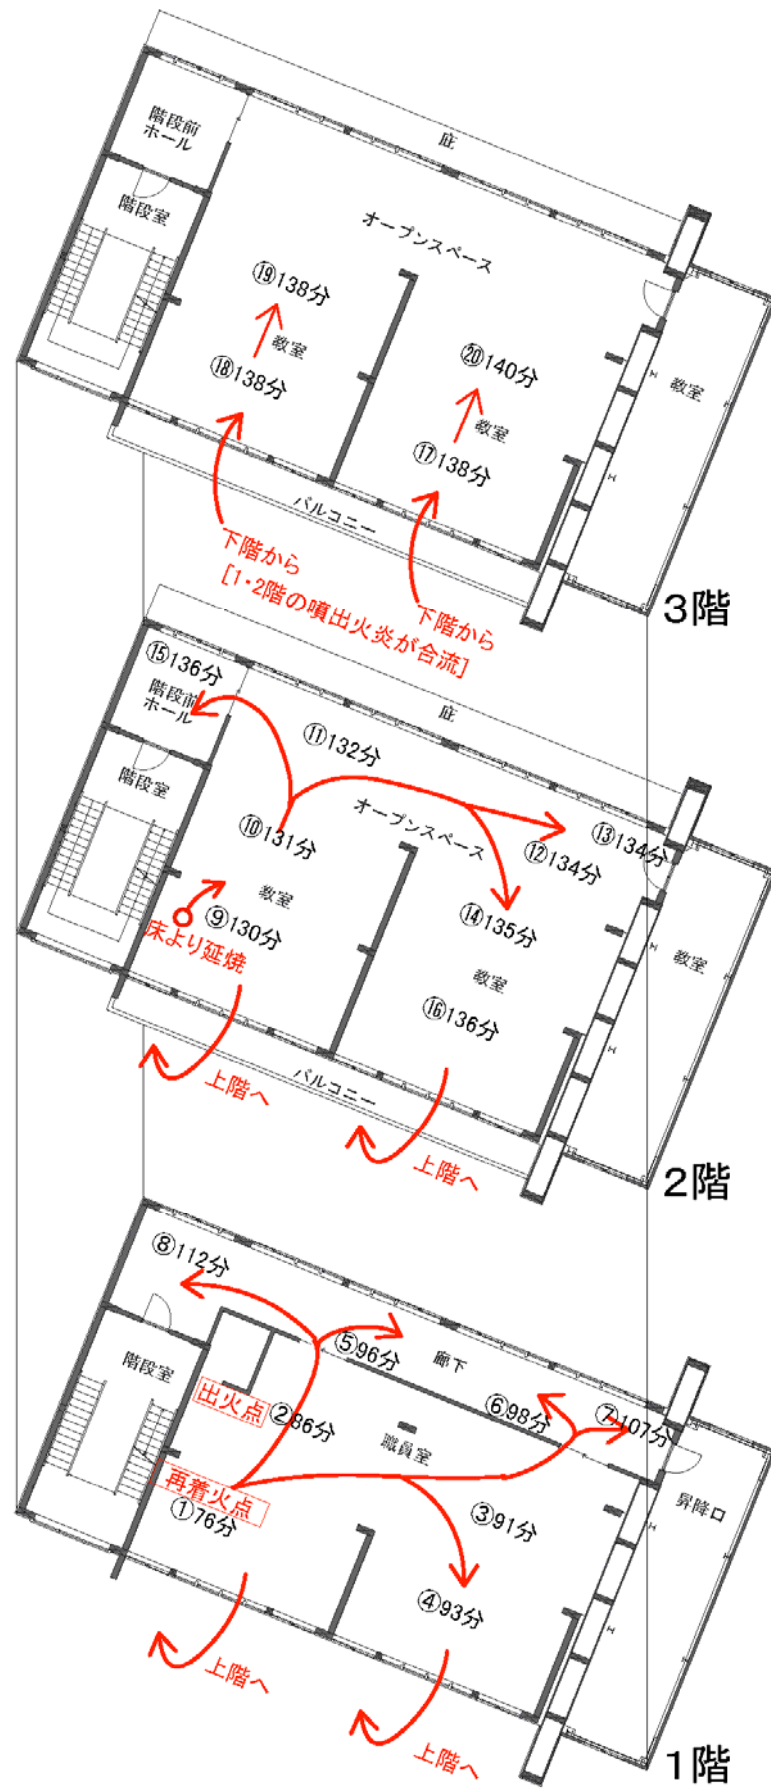 庇
階段前
ホール
階段室
オープンスペース
⑲138分
教室
⑱138分
⑳140分
教室
⑰138分
教室
バルコニー
下階から
[1・2階の噴出火炎が合流]
下階から
3階
⑮136分
階段前
ホール
庇
⑪132分
階段室
オープンスペース
⑩131分
⑬134分
⑫134分
教室
⑨130分
床より延焼
⑭135分
教室
教室
⑯136分
上階へ
バルコニー
上階へ
2階
⑧112分
⑤96分
廊下
階段室
出火点
②86分
⑥98分
⑦107分
職員室
再着火点
①76分
③91分
昇降口
④93分
上階へ
上階へ
1階